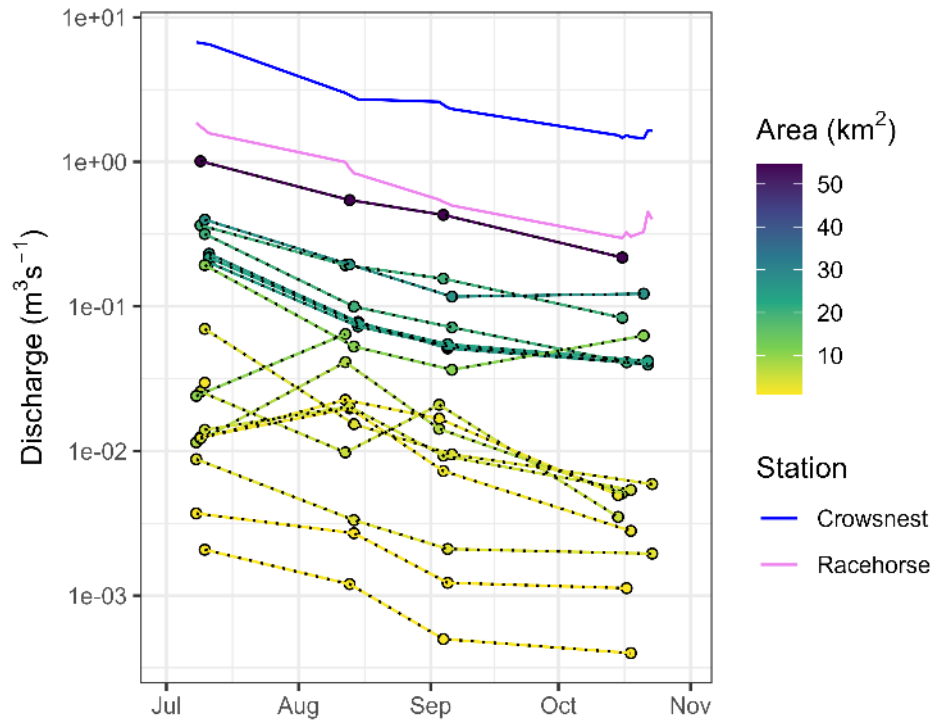 1e+01
1e+00
1e-01
1e-02
1e-03
Discharge (m³s⁻¹)
Jul Aug Sep Oct Nov
Area (km²)
50
40
30
20
10
Station
Crowsnest
Racehorse